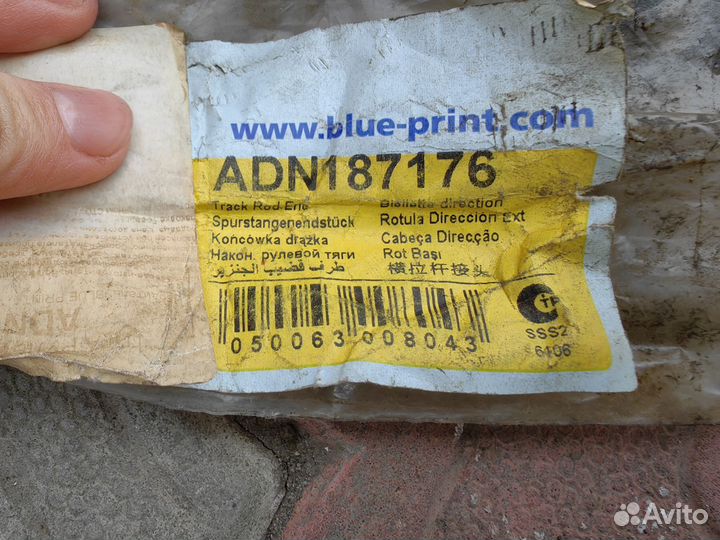 www.blue-print.com
ADN187176
Track Rod End
Spurstangenendstück
Końcówka drążka
Након. рулевой тяги
طرف قضيب الجنزير
Biellette direction
Rotula Dirección Ext
Cabeça Direcção
Rot Başı
横拉杆接头
050063 008043
SSS2
6106
Avito